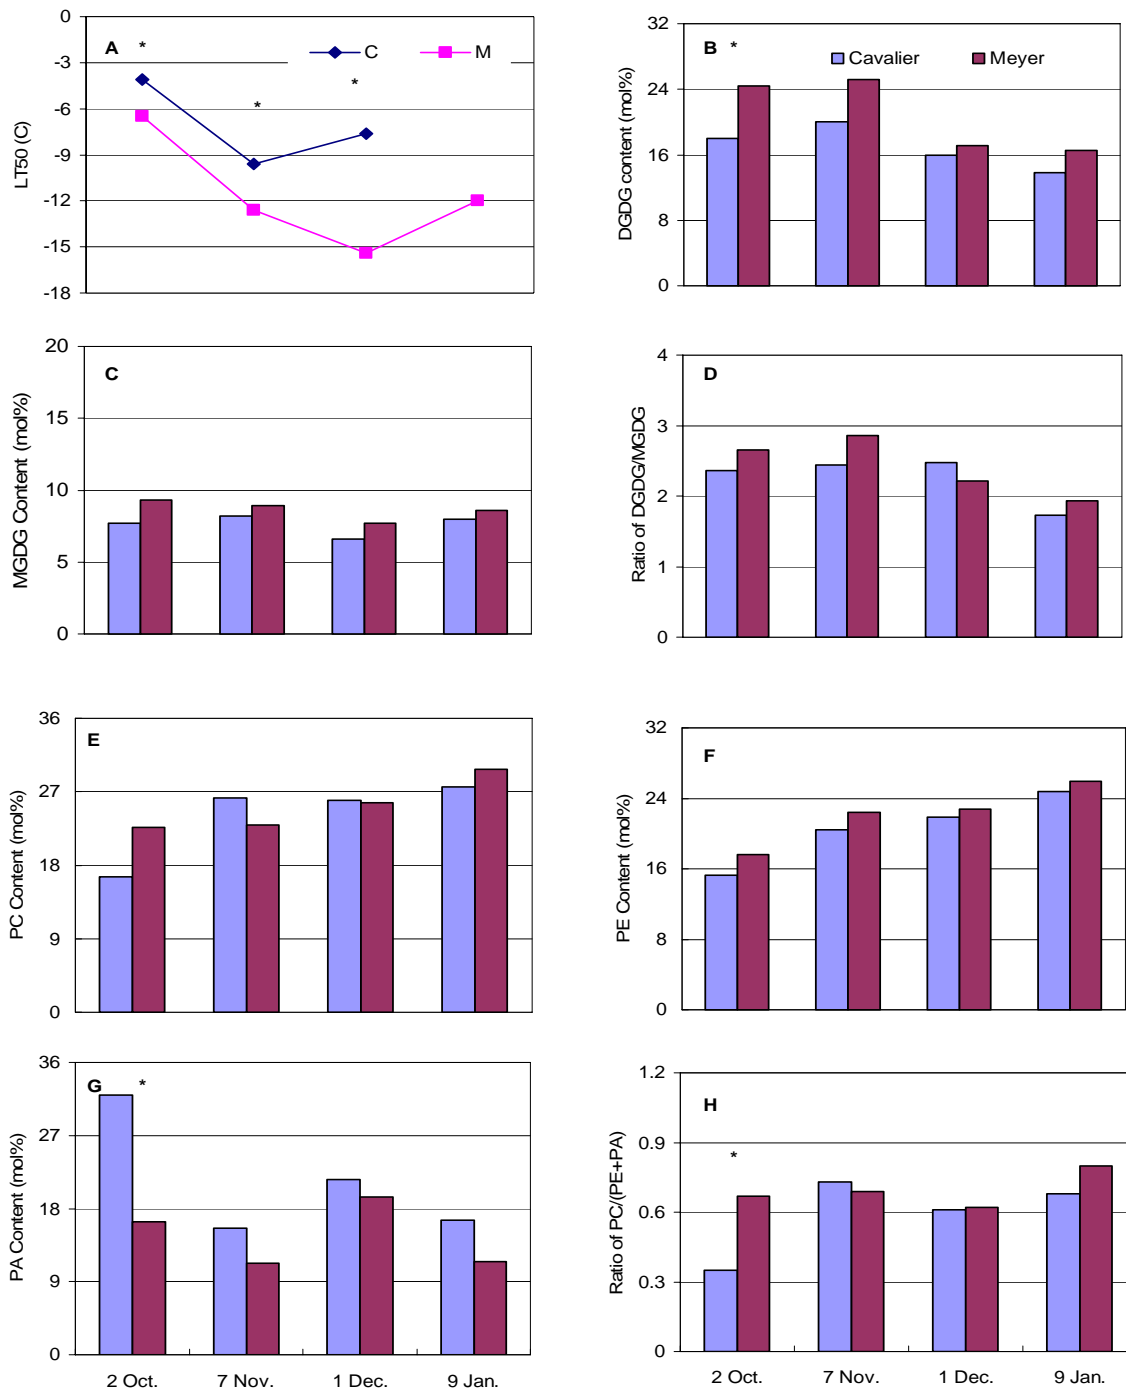 A
*
*
*
C
M
0
-3
-6
-9
-12
-15
-18
LT50 (C)
B
*
Cavalier
Meyer
32
24
16
8
0
DGDG content (mol%)
C
20
15
10
5
0
MGDG Content (mol%)
D
4
3
2
1
0
Ratio of DGDG/MGDG
E
36
27
18
9
0
PC Content (mol%)
F
32
24
16
8
0
PE Content (mol%)
G
*
36
27
18
9
0
PA Content (mol%)
2 Oct.
7 Nov.
1 Dec.
9 Jan.
H
*
1.2
0.9
0.6
0.3
0
Ratio of PC/(PE+PA)
2 Oct.
7 Nov.
1 Dec.
9 Jan.